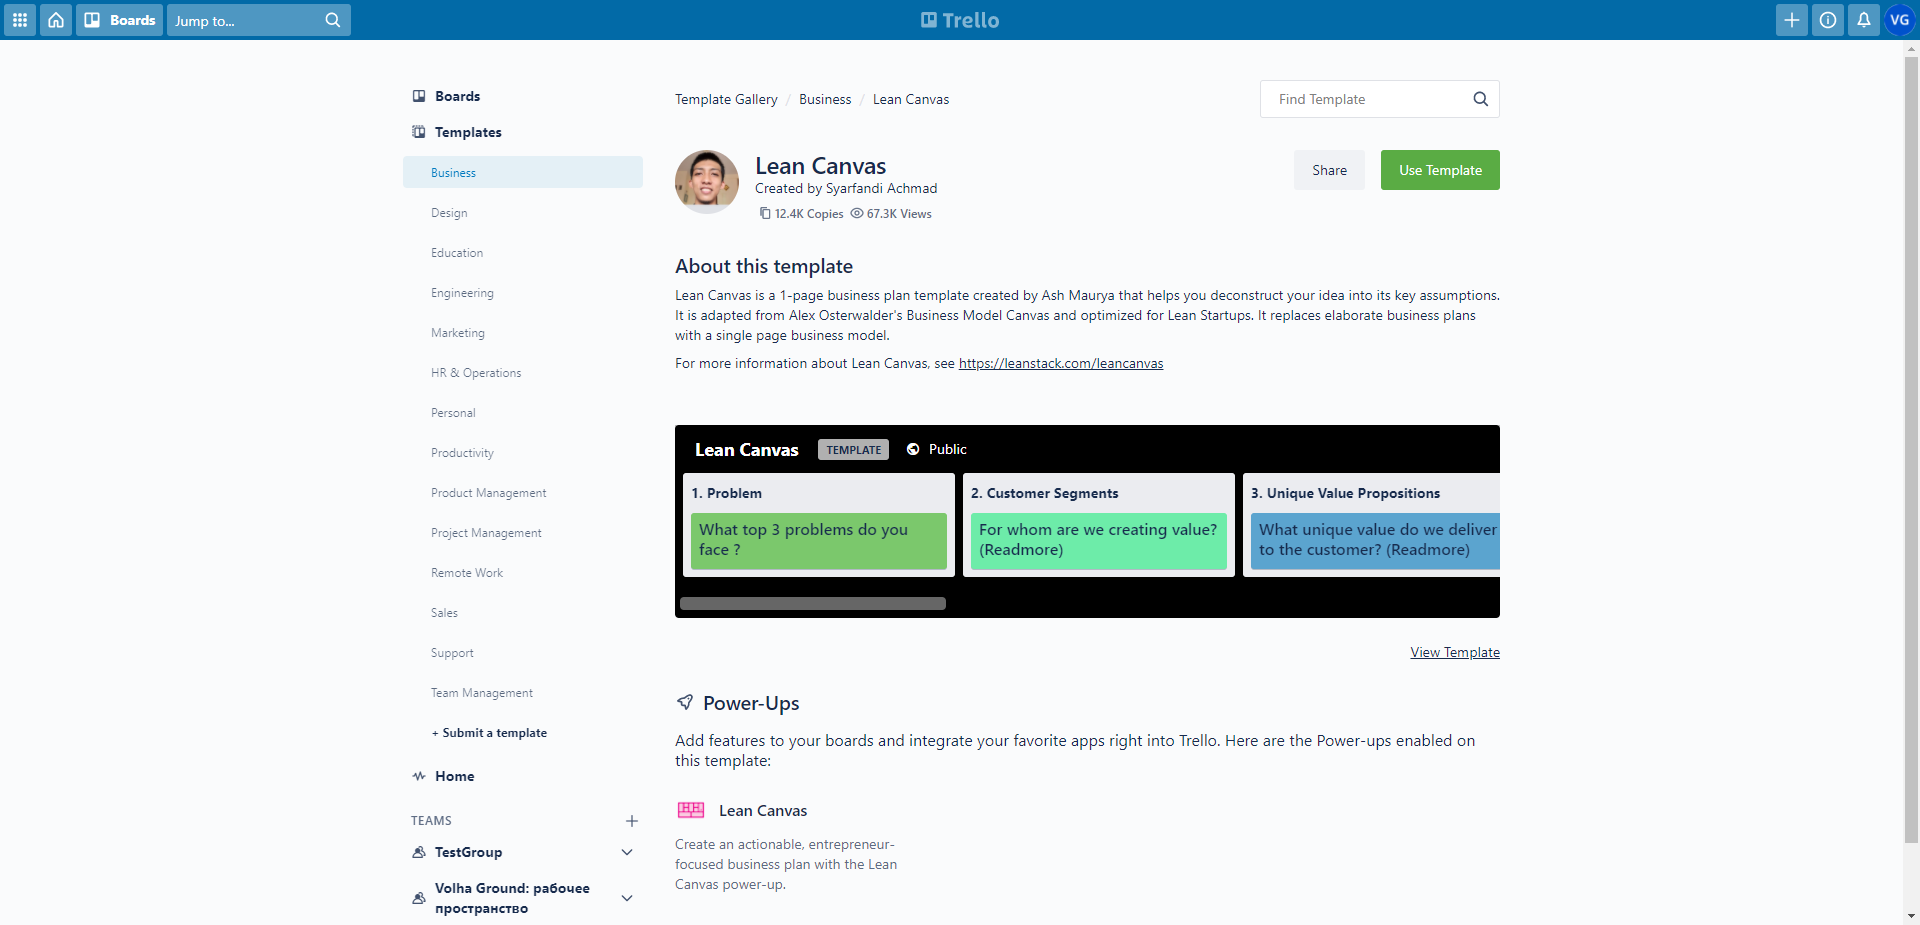 Boards
Jump to...
Trello
VG
Boards
Templates
Business
Design
Education
Engineering
Marketing
HR & Operations
Personal
Productivity
Product Management
Project Management
Remote Work
Sales
Support
Team Management
+ Submit a template
Home
TEAMS
TestGroup
Volha Ground: рабочее
пространство
Template Gallery / Business / Lean Canvas
Find Template
Lean Canvas
Created by Syarfandi Achmad
12.4K Copies 67.3K Views
Share
Use Template
About this template
Lean Canvas is a 1-page business plan template created by Ash Maurya that helps you deconstruct your idea into its key assumptions.
It is adapted from Alex Osterwalder's Business Model Canvas and optimized for Lean Startups. It replaces elaborate business plans
with a single page business model.
For more information about Lean Canvas, see https://leanstack.com/leancanvas
Lean Canvas TEMPLATE Public
1. Problem
What top 3 problems do you
face ?
2. Customer Segments
For whom are we creating value?
(Readmore)
3. Unique Value Propositions
What unique value do we deliver
to the customer? (Readmore)
View Template
Power-Ups
Add features to your boards and integrate your favorite apps right into Trello. Here are the Power-ups enabled on
this template:
Lean Canvas
Create an actionable, entrepreneur-
focused business plan with the Lean
Canvas power-up.